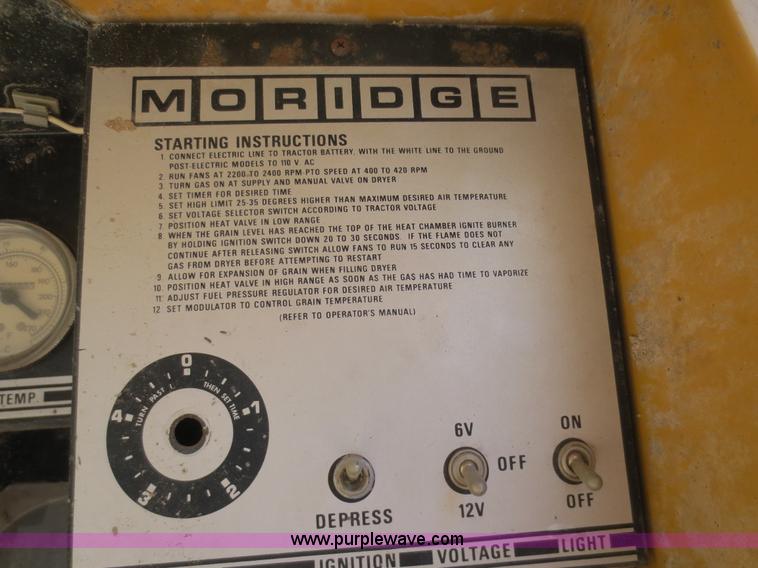 MORIDGE
STARTING INSTRUCTIONS
1. CONNECT ELECTRIC LINE TO TRACTOR BATTERY, WITH THE WHITE LINE TO THE GROUND
POST-ELECTRIC MODELS TO 110 V. AC
2. RUN FANS AT 2200 TO 2400 RPM-PTO SPEED AT 400 TO 420 RPM
3. TURN GAS ON AT SUPPLY AND MANUAL VALVE ON DRYER
4. SET TIMER FOR DESIRED TIME
5. SET HIGH LIMIT 25-35 DEGREES HIGHER THAN MAXIMUM DESIRED AIR TEMPERATURE
6. SET VOLTAGE SELECTOR SWITCH ACCORDING TO TRACTOR VOLTAGE
7. POSITION HEAT VALVE IN LOW RANGE
8. WHEN THE GRAIN LEVEL HAS REACHED THE TOP OF THE HEAT CHAMBER IGNITE BURNER
BY HOLDING IGNITION SWITCH DOWN 20 TO 30 SECONDS. IF THE FLAME DOES NOT
CONTINUE AFTER RELEASING SWITCH ALLOW FANS TO RUN 15 SECONDS TO CLEAR ANY
GAS FROM DRYER BEFORE ATTEMPTING TO RESTART
9. ALLOW FOR EXPANSION OF GRAIN WHEN FILLING DRYER
10. POSITION HEAT VALVE IN HIGH RANGE AS SOON AS THE GAS HAS HAD TIME TO VAPORIZE
11. ADJUST FUEL PRESSURE REGULATOR FOR DESIRED AIR TEMPERATURE
12. SET MODULATOR TO CONTROL GRAIN TEMPERATURE
(REFER TO OPERATOR'S MANUAL)
160
180
190
200
220
F
C
TEMP.
0
TURN PAST 1, THEN SET TIME
4 1
3 2
6V
OFF
12V
ON
OFF
DEPRESS
IGNITION VOLTAGE LIGHT
www.purplewave.com